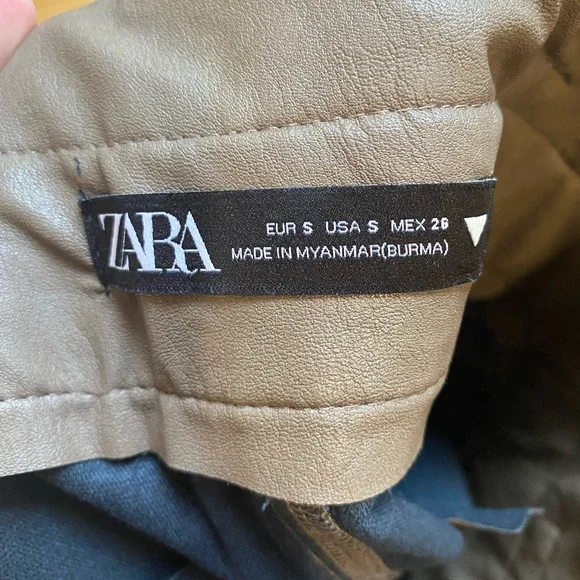 ZARA
EUR S USA S MEX 26
MADE IN MYANMAR(BURMA)